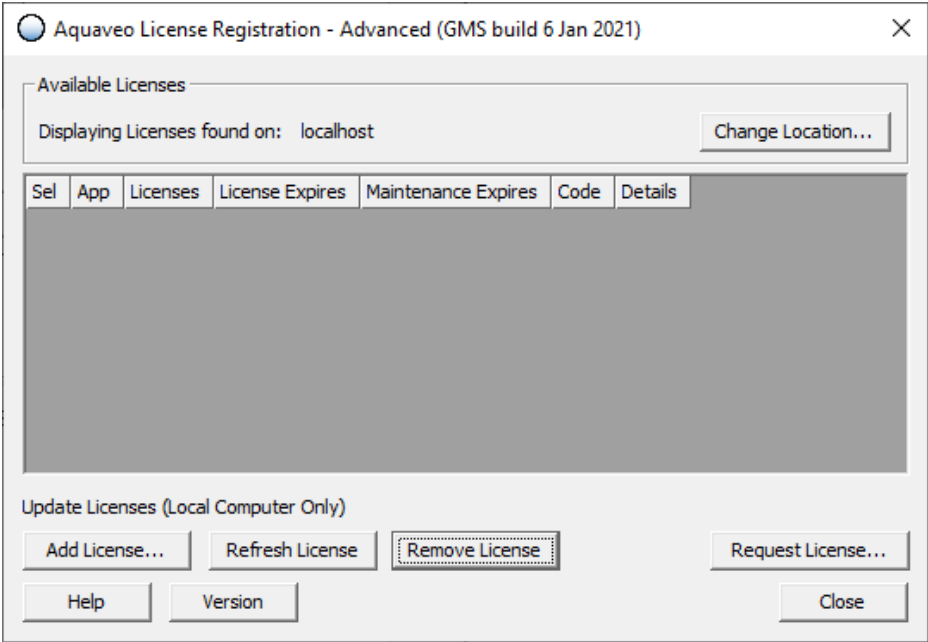 Aquaveo License Registration - Advanced (GMS build 6 Jan 2021)
Available Licenses
Displaying Licenses found on: localhost Change Location...
Sel App Licenses License Expires Maintenance Expires Code Details
Update Licenses (Local Computer Only)
Add License... Refresh License Remove License Request License...
Help Version Close